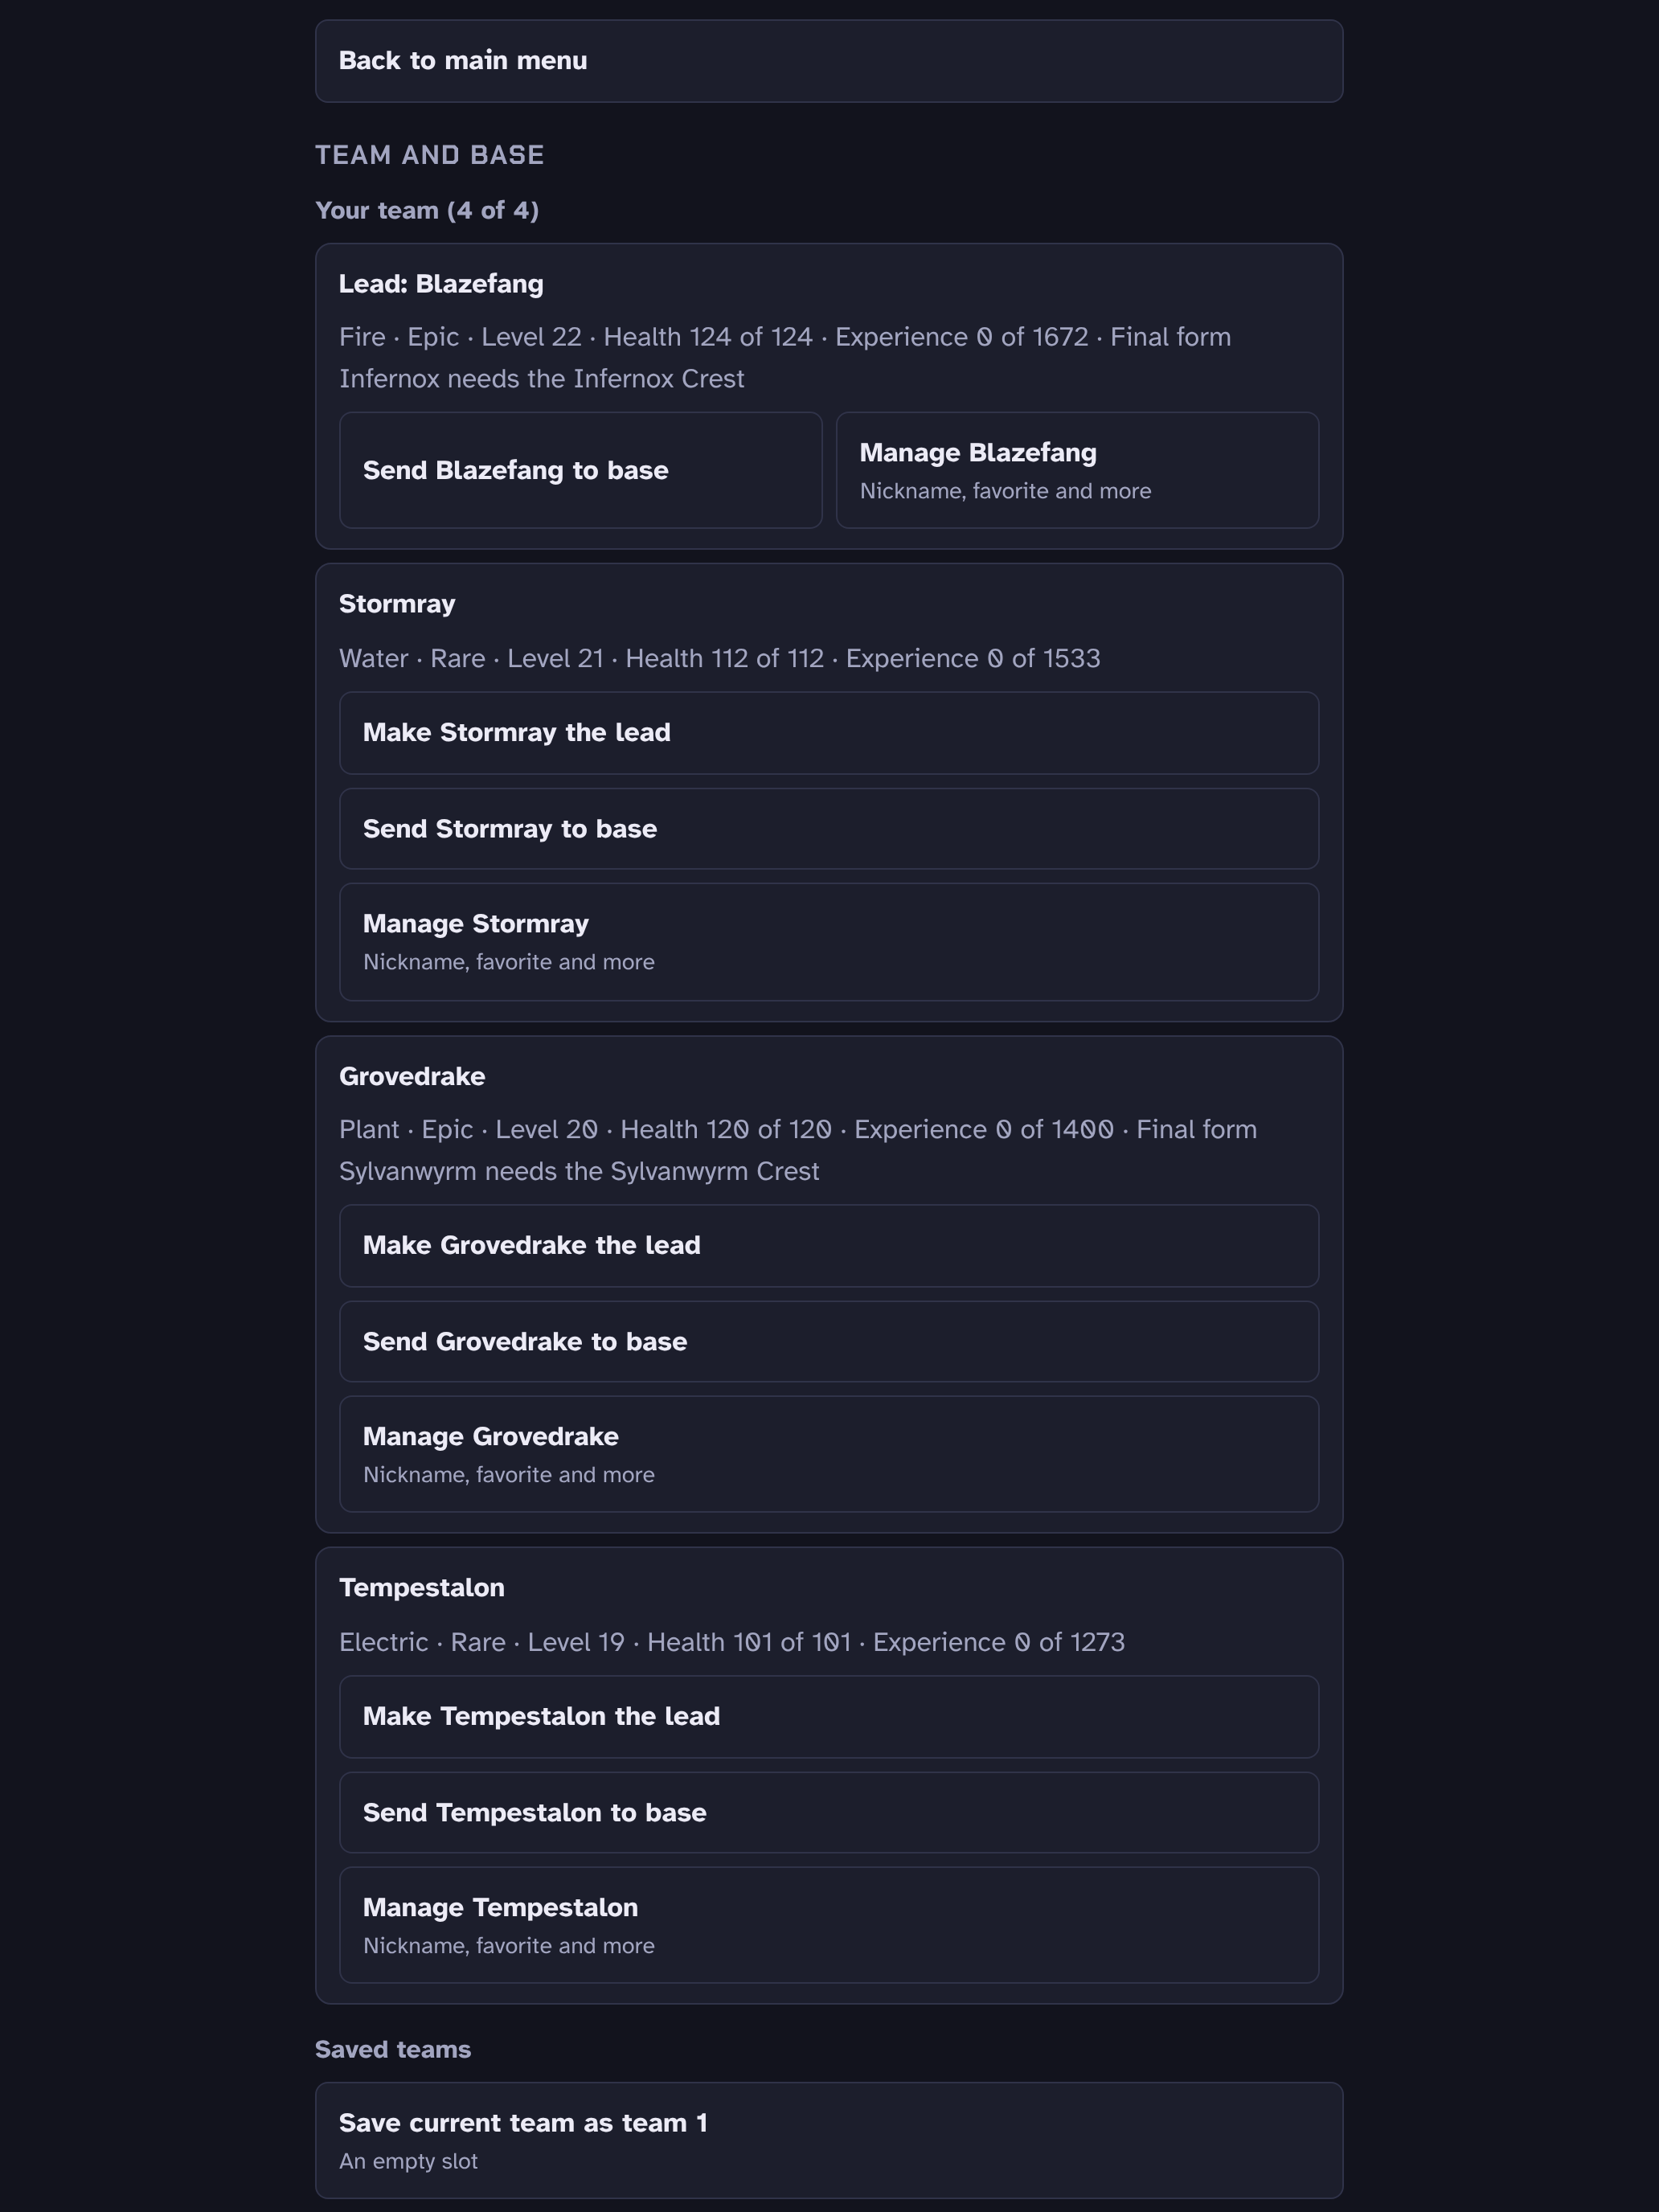 Back to main menu
TEAM AND BASE
Your team (4 of 4)
Lead: Blazefang
Fire · Epic · Level 22 · Health 124 of 124 · Experience 0 of 1672 · Final form
Infernox needs the Infernox Crest
Send Blazefang to base
Manage Blazefang
Nickname, favorite and more
Stormray
Water · Rare · Level 21 · Health 112 of 112 · Experience 0 of 1533
Make Stormray the lead
Send Stormray to base
Manage Stormray
Nickname, favorite and more
Grovedrake
Plant · Epic · Level 20 · Health 120 of 120 · Experience 0 of 1400 · Final form
Sylvanwyrm needs the Sylvanwyrm Crest
Make Grovedrake the lead
Send Grovedrake to base
Manage Grovedrake
Nickname, favorite and more
Tempestalon
Electric · Rare · Level 19 · Health 101 of 101 · Experience 0 of 1273
Make Tempestalon the lead
Send Tempestalon to base
Manage Tempestalon
Nickname, favorite and more
Saved teams
Save current team as team 1
An empty slot